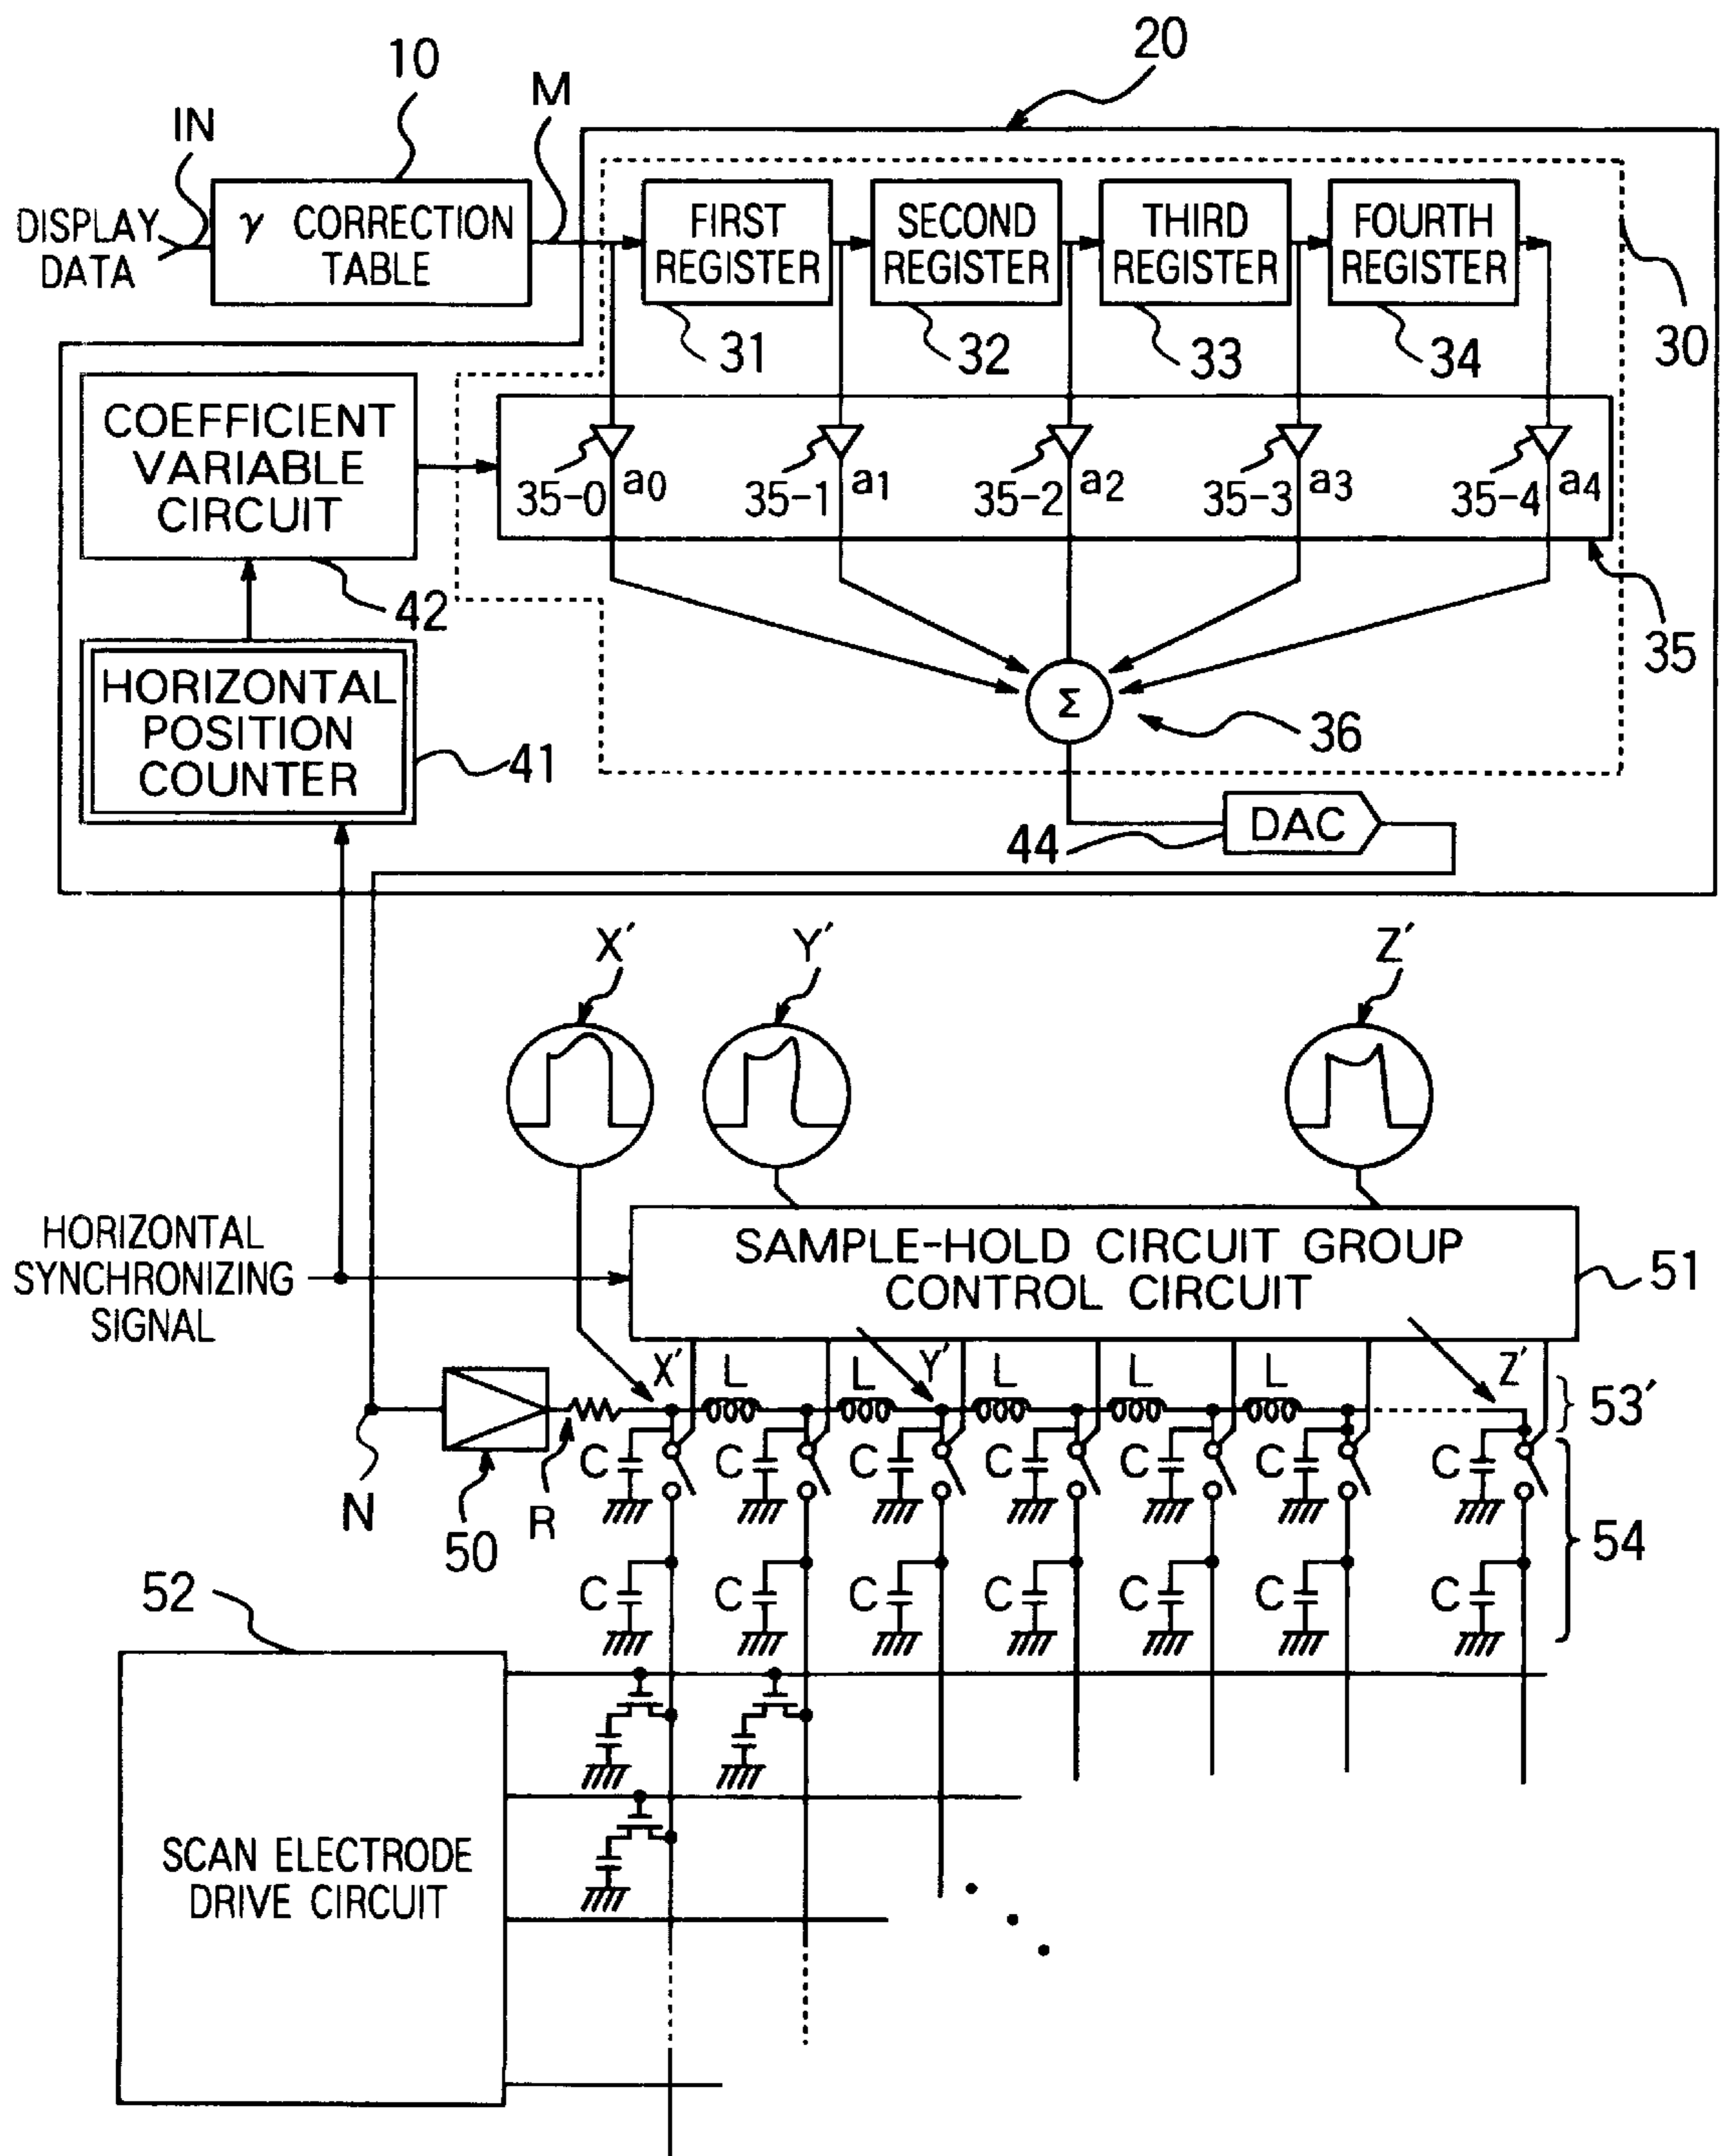 10
20
IN
M
DISPLAY
DATA
γ CORRECTION
TABLE
FIRST
REGISTER
SECOND
REGISTER
THIRD
REGISTER
FOURTH
REGISTER
31
32
33
34
30
COEFFICIENT
VARIABLE
CIRCUIT
35-0
a0
35-1
a1
35-2
a2
35-3
a3
35-4
a4
42
35
HORIZONTAL
POSITION
COUNTER
41
Σ
36
44
DAC
X′
Y′
Z′
HORIZONTAL
SYNCHRONIZING
SIGNAL
SAMPLE-HOLD CIRCUIT GROUP
CONTROL CIRCUIT
51
X′
L
L
Y′
L
L
L
Z′
53′
N
50
R
C
C
C
C
C
C
C
54
C
C
C
C
C
C
C
52
SCAN ELECTRODE
DRIVE CIRCUIT